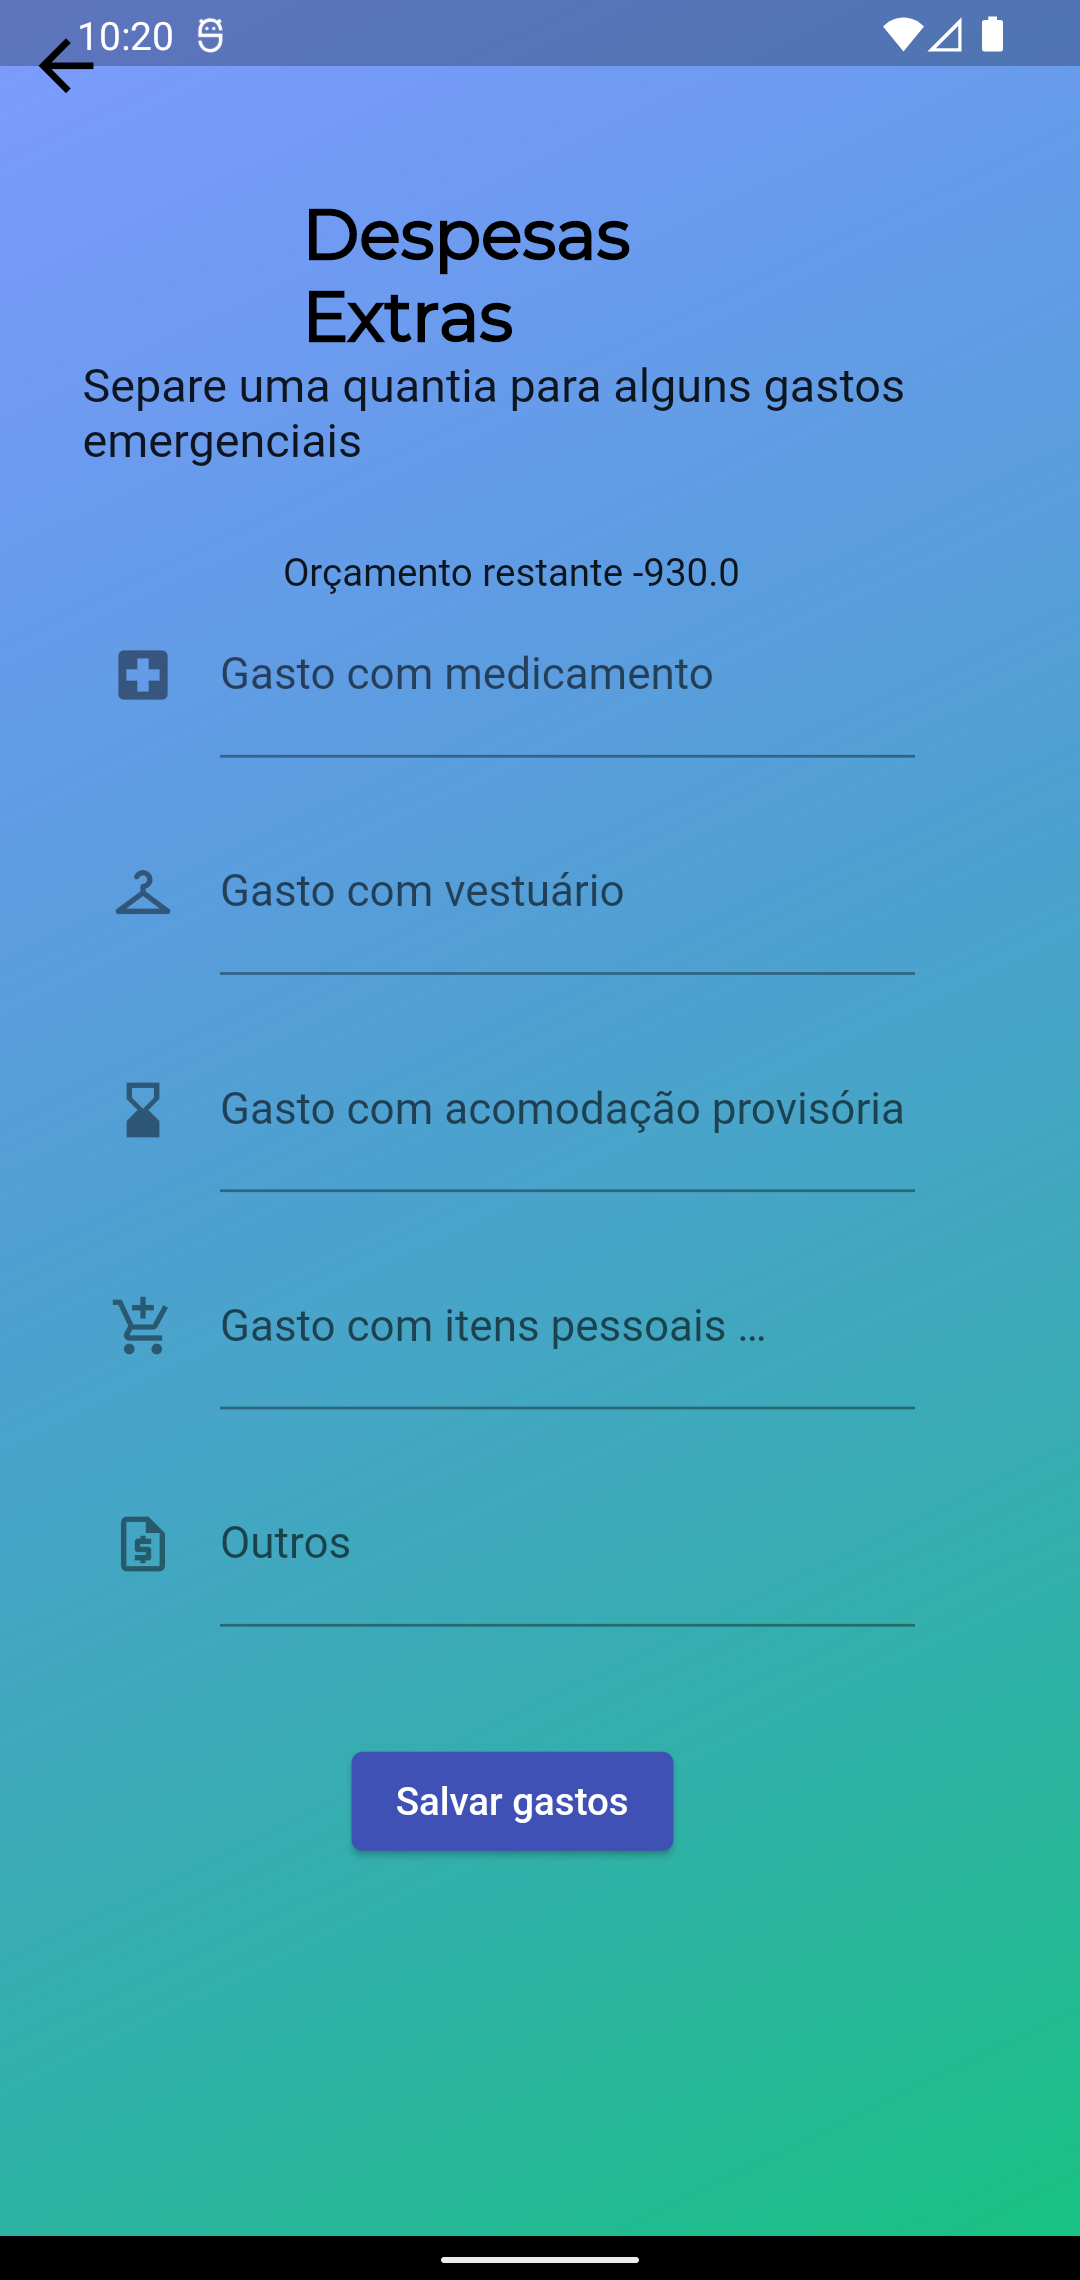 10:20
Despesas
Extras
Separe uma quantia para alguns gastos
emergenciais
Orçamento restante -930.0
Gasto com medicamento
Gasto com vestuário
Gasto com acomodação provisória
Gasto com itens pessoais ...
Outros
Salvar gastos